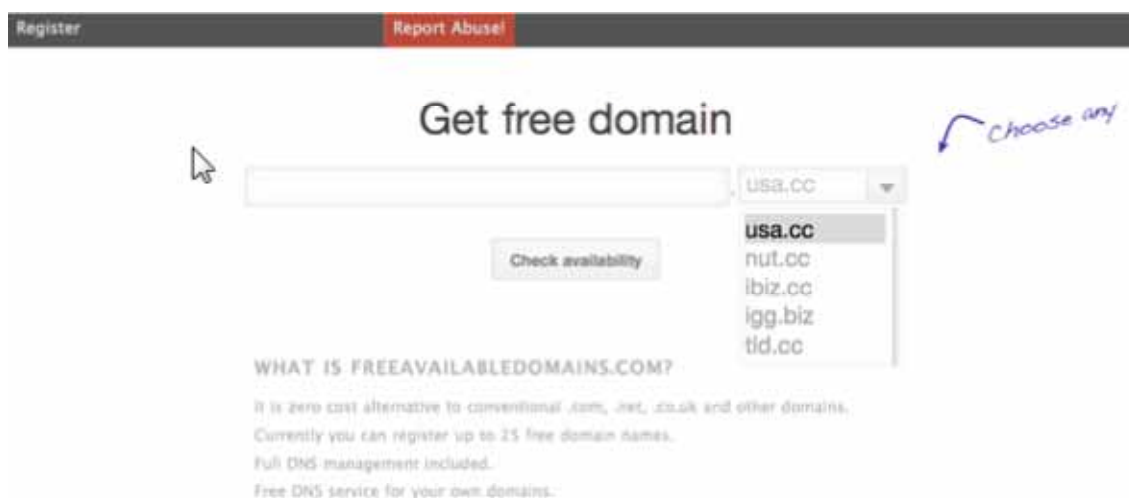 Register
Report Abuse!
Get free domain
Choose any
. usa.cc
usa.cc
Check availability
nut.cc
ibiz.cc
igg.biz
tld.cc
WHAT IS FREEAVAILABLEDOMAINS.COM?
It is zero cost alternative to conventional .com, .net, .co.uk and other domains.
Currently you can register up to 25 free domain names.
Full DNS management included.
Free DNS service for your own domains.